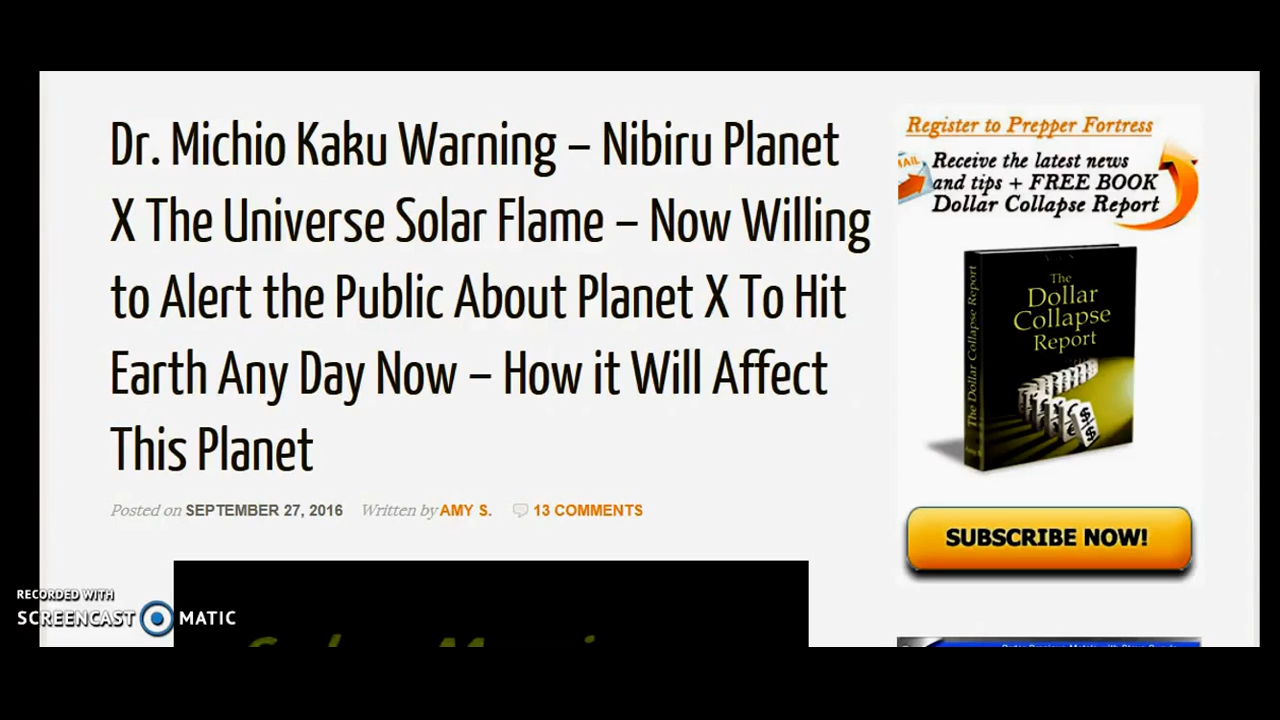 Dr. Michio Kaku Warning – Nibiru Planet
X The Universe Solar Flame – Now Willing
to Alert the Public About Planet X To Hit
Earth Any Day Now – How it Will Affect
This Planet
Posted on SEPTEMBER 27, 2016 Written by AMY S. 13 COMMENTS
Register to Prepper Fortress
MAIL
Receive the latest news
and tips + FREE BOOK
Dollar Collapse Report
The Dollar Collapse Report
The
Dollar
Collapse
Report
SUBSCRIBE NOW!
RECORDED WITH
SCREENCAST MATIC